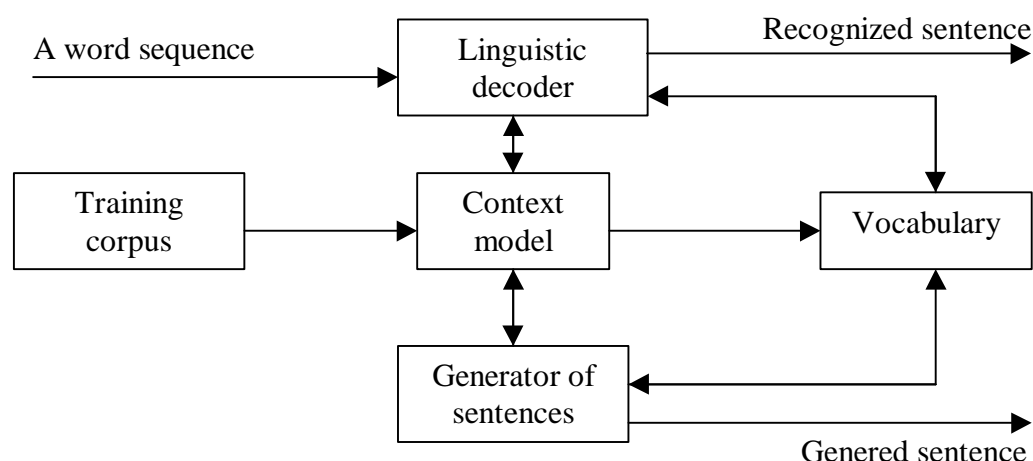 A word sequence
Linguistic
decoder
Recognized sentence
Training
corpus
Context
model
Vocabulary
Generator of
sentences
Genered sentence